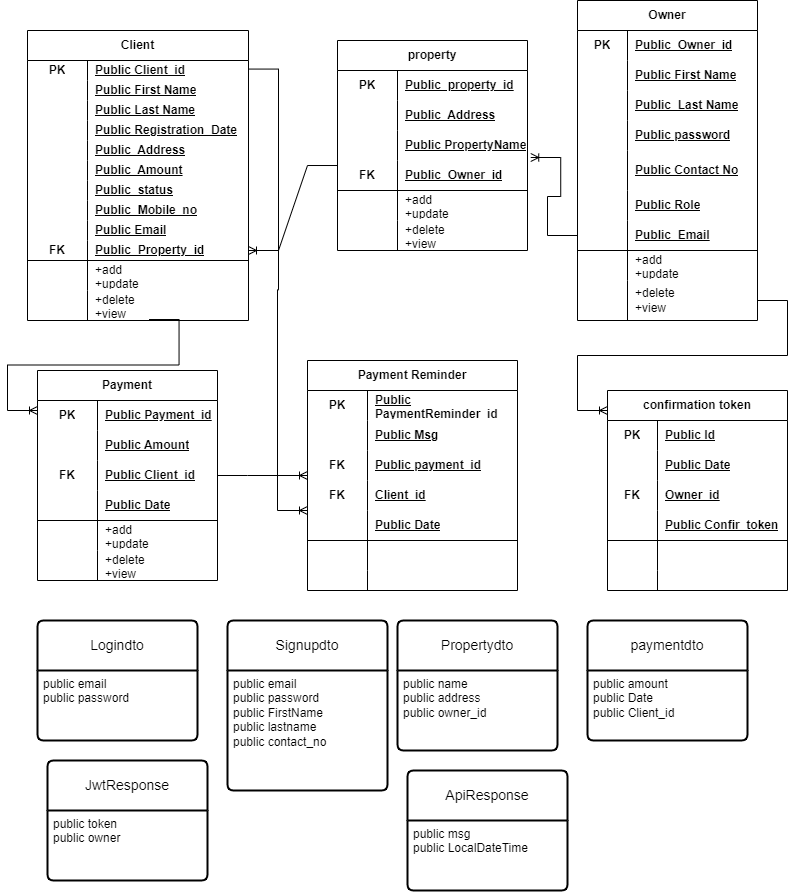 Client
PK Public Client_id
Public First Name
Public Last Name
Public Registration_Date
Public_Address
Public_Amount
Public_status
Public_Mobile_no
Public Email
FK Public_Property_id
+add
+update
+delete
+view
property
PK Public_property_id
Public_Address
Public PropertyName
FK Public_Owner_id
+add
+update
+delete
+view
Owner
PK Public_Owner_id
Public First Name
Public_Last Name
Public password
Public Contact No
Public Role
Public_Email
+add
+update
+delete
+view
Payment
PK Public Payment_id
Public Amount
FK Public Client_id
Public Date
+add
+update
+delete
+view
Payment Reminder
PK Public
PaymentReminder_id
Public Msg
FK Public payment_id
FK Client_id
Public Date
confirmation token
PK Public Id
Public Date
FK Owner_id
Public Confir_token
Logindto
public email
public password
Signupdto
public email
public password
public FirstName
public lastname
public contact_no
Propertydto
public name
public address
public owner_id
paymentdto
public amount
public Date
public Client_id
JwtResponse
public token
public owner
ApiResponse
public msg
public LocalDateTime